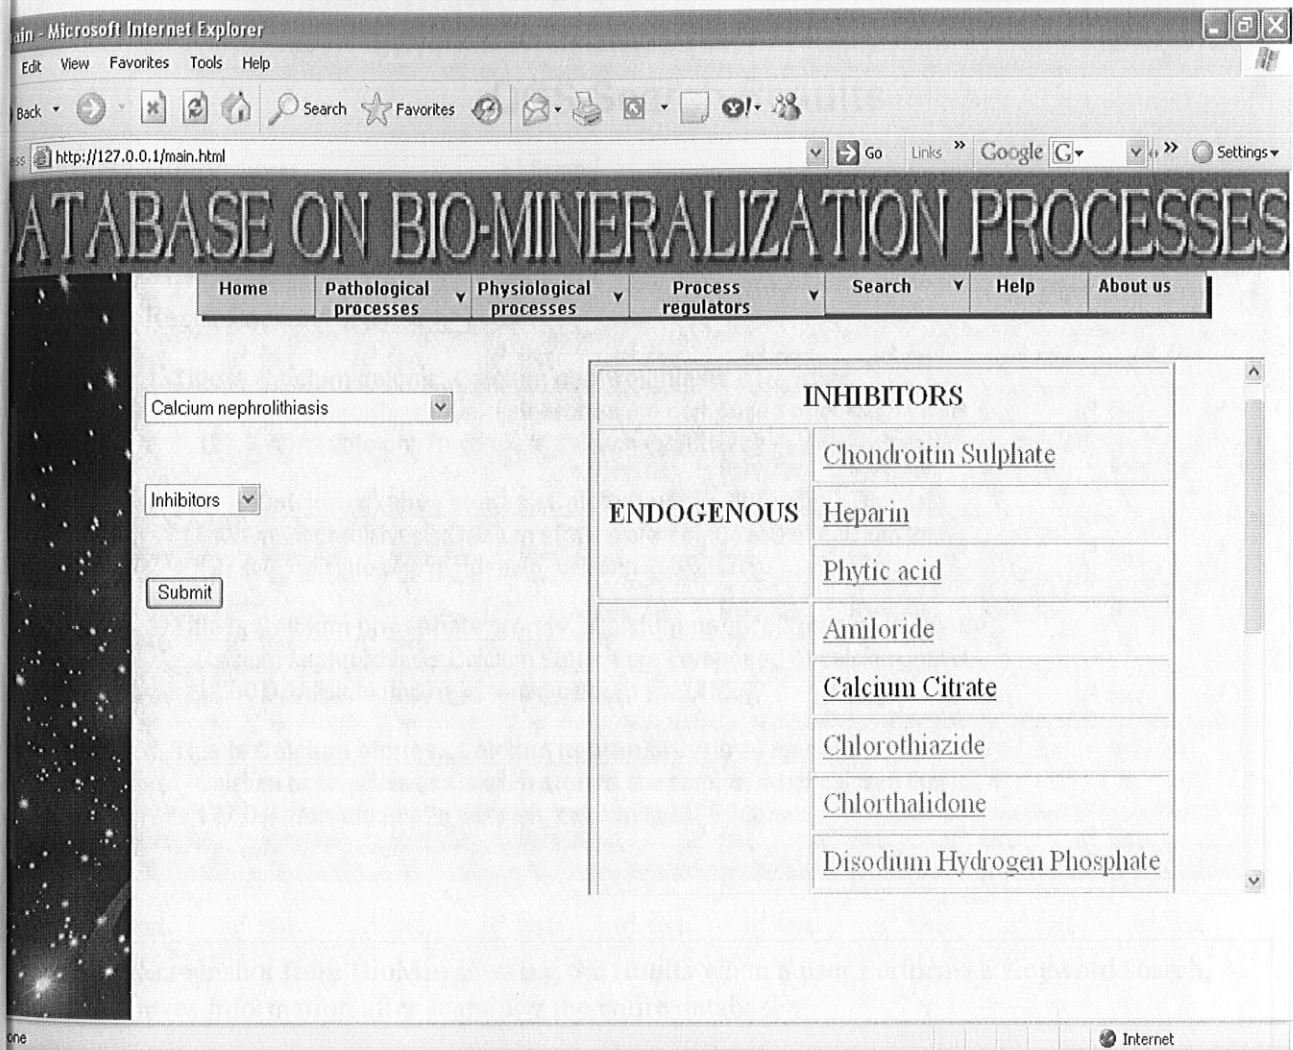 ain - Microsoft Internet Explorer
Edit View Favorites Tools Help
Back Search Favorites
ess http://127.0.0.1/main.html Go Links » Google G Settings
ATABASE ON BIO-MINERALIZATION PROCESSES
Home Pathological processes Physiological processes Process regulators Search Help About us
Calcium nephrolithiasis
Inhibitors
Submit
INHIBITORS
ENDOGENOUS
Chondroitin Sulphate
Heparin
Phytic acid
Amiloride
Calcium Citrate
Chlorothiazide
Chlorthalidone
Disodium Hydrogen Phosphate
one Internet